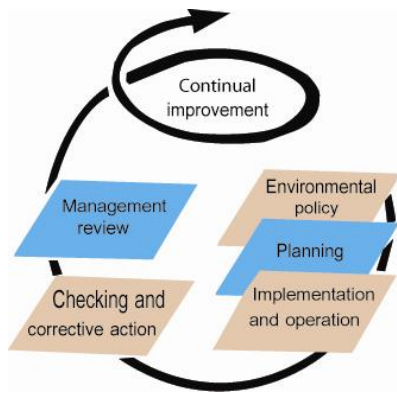 Continual
improvement
Environmental
policy
Management
review
Planning
Checking and
corrective action
Implementation
and operation